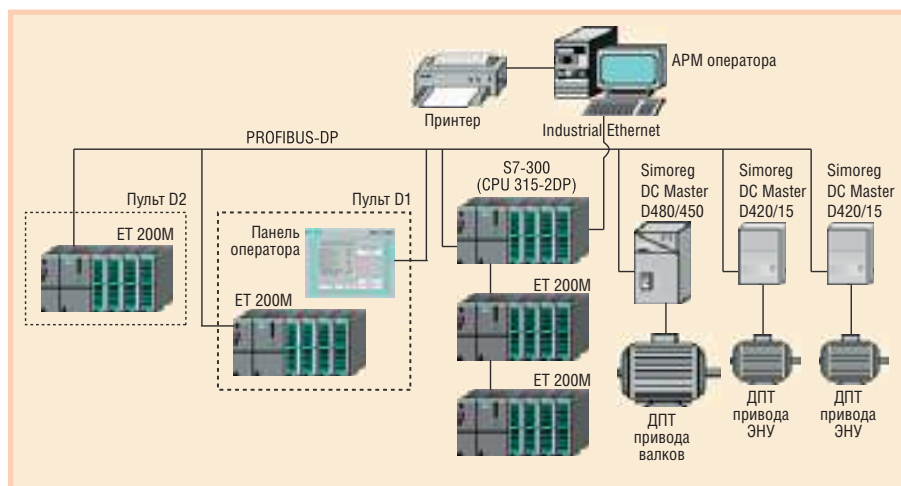 АРМ оператора
Принтер
Industrial Ethernet
PROFIBUS-DP
S7-300
(CPU 315-2DP)
Simoreg
DC Master
D480/450
Simoreg
DC Master
D420/15
Simoreg
DC Master
D420/15
Пульт D2
ET 200M
Пульт D1
Панель
оператора
ET 200M
ET 200M
ET 200M
ДПТ
привода
валков
ДПТ
привода
ЭНУ
ДПТ
привода
ЭНУ